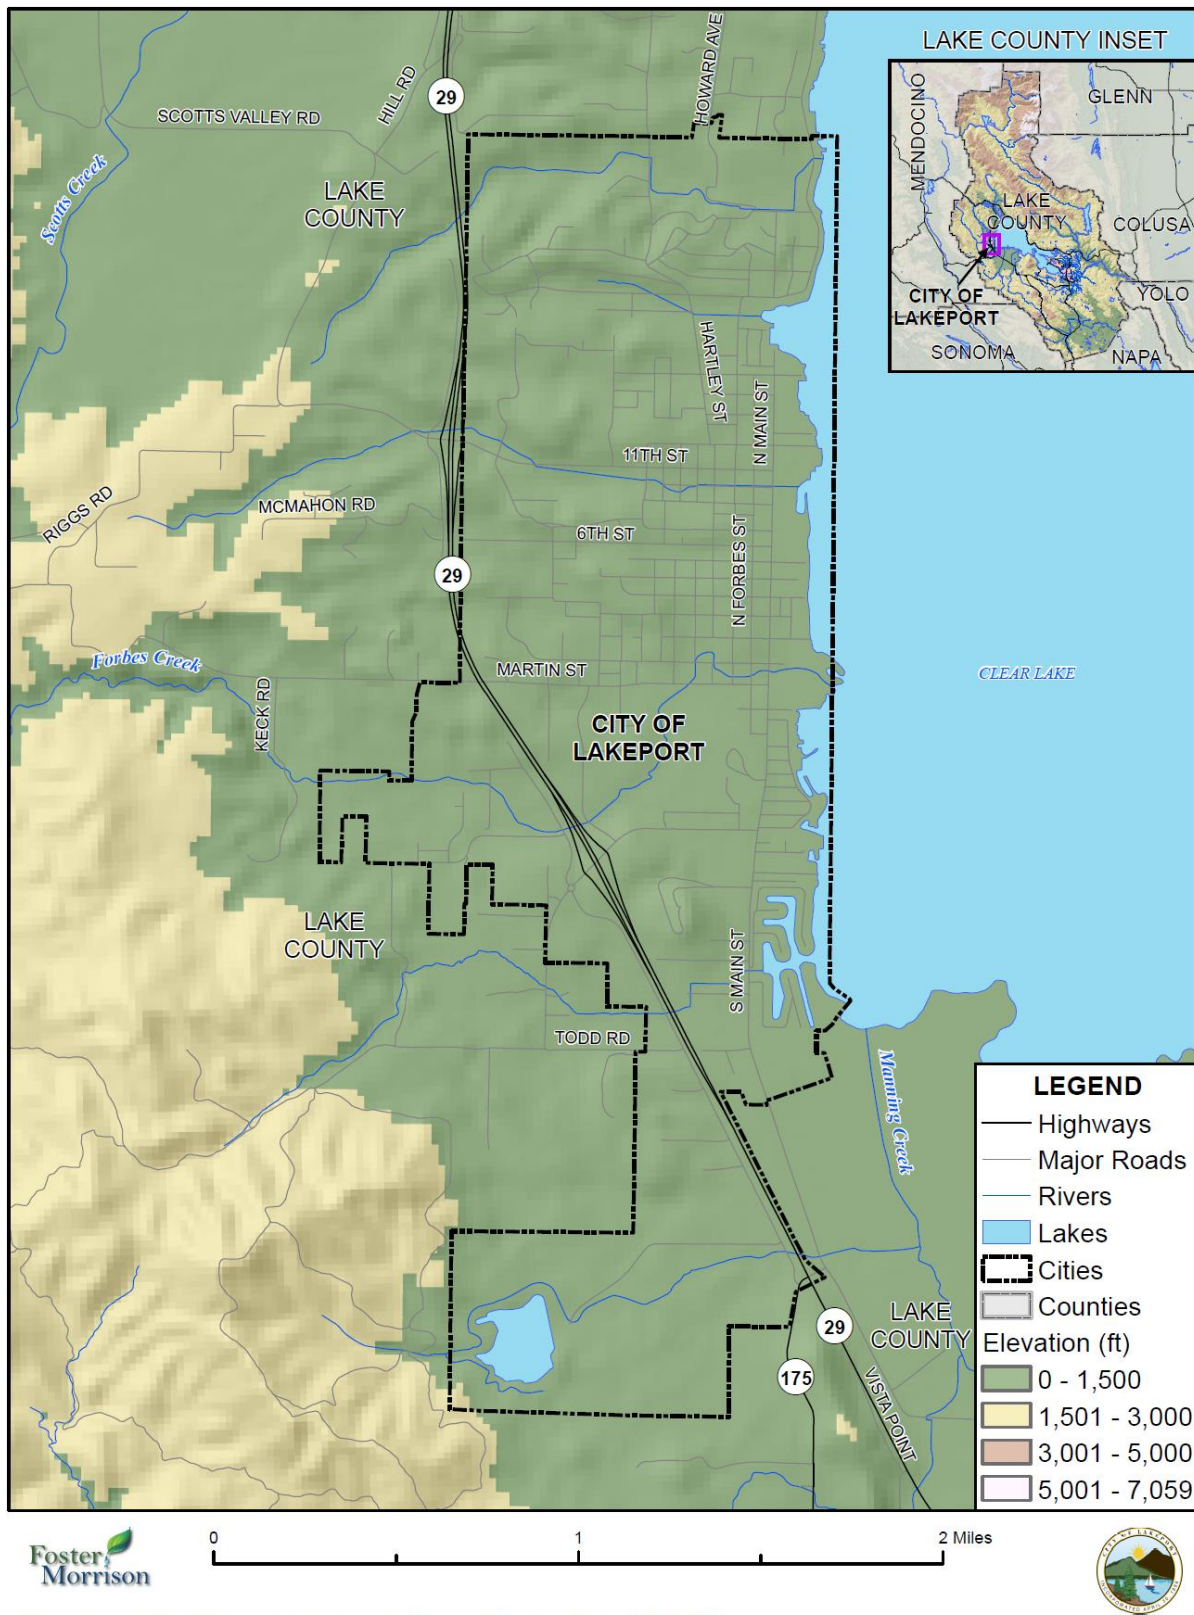 LAKE COUNTY INSET
MENDOCINO
GLENN
LAKE
COUNTY
COLUSA
CITY OF
LAKEPORT
YOLO
SONOMA
NAPA
HOWARD AVE
HILL RD
29
SCOTTS VALLEY RD
Scotts Creek
LAKE
COUNTY
HARTLEY ST
N MAIN ST
11TH ST
RIGGS RD
MCMAHON RD
6TH ST
N FORBES ST
29
Forbes Creek
MARTIN ST
CLEAR LAKE
KECK RD
CITY OF
LAKEPORT
LAKE
COUNTY
S MAIN ST
TODD RD
Manning Creek
LAKE
COUNTY
29
175
VISTA POINT
LEGEND
Highways
Major Roads
Rivers
Lakes
Cities
Counties
Elevation (ft)
0 - 1,500
1,501 - 3,000
3,001 - 5,000
5,001 - 7,059
Foster
Morrison
0 1 2 Miles
CITY OF LAKEPORT